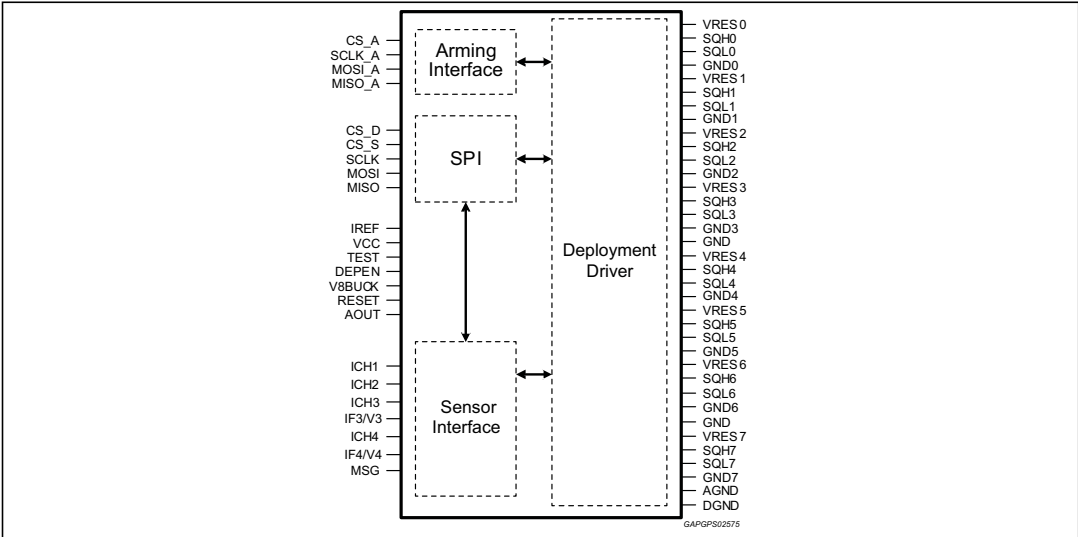 CS_A
SCLK_A
MOSI_A
MISO_A
CS_D
CS_S
SCLK
MOSI
MISO
IREF
VCC
TEST
DEPEN
V8BUCK
RESET
AOUT
ICH1
ICH2
ICH3
IF3/V3
ICH4
IF4/V4
MSG
Arming
Interface
SPI
Sensor
Interface
Deployment
Driver
VRES0
SQH0
SQL0
GND0
VRES1
SQH1
SQL1
GND1
VRES2
SQH2
SQL2
GND2
VRES3
SQH3
SQL3
GND3
GND
VRES4
SQH4
SQL4
GND4
VRES5
SQH5
SQL5
GND5
VRES6
SQH6
SQL6
GND6
GND
VRES7
SQH7
SQL7
GND7
AGND
DGND
GAPGPS02575